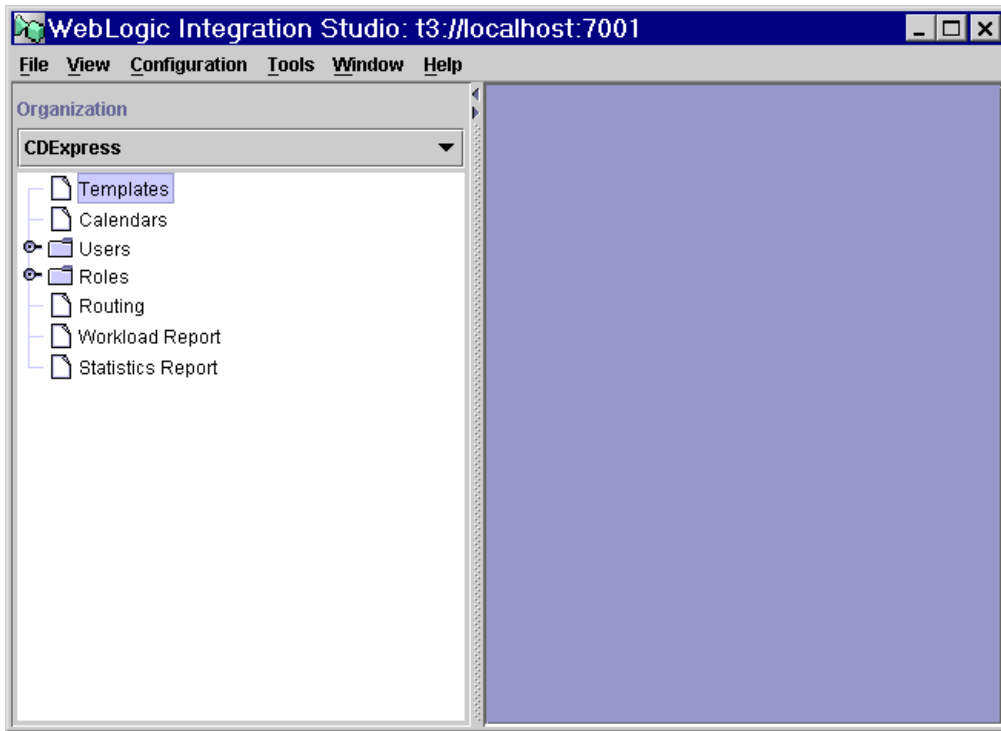 WebLogic Integration Studio: t3://localhost:7001
File View Configuration Tools Window Help
Organization
CDExpress
Templates
Calendars
Users
Roles
Routing
Workload Report
Statistics Report